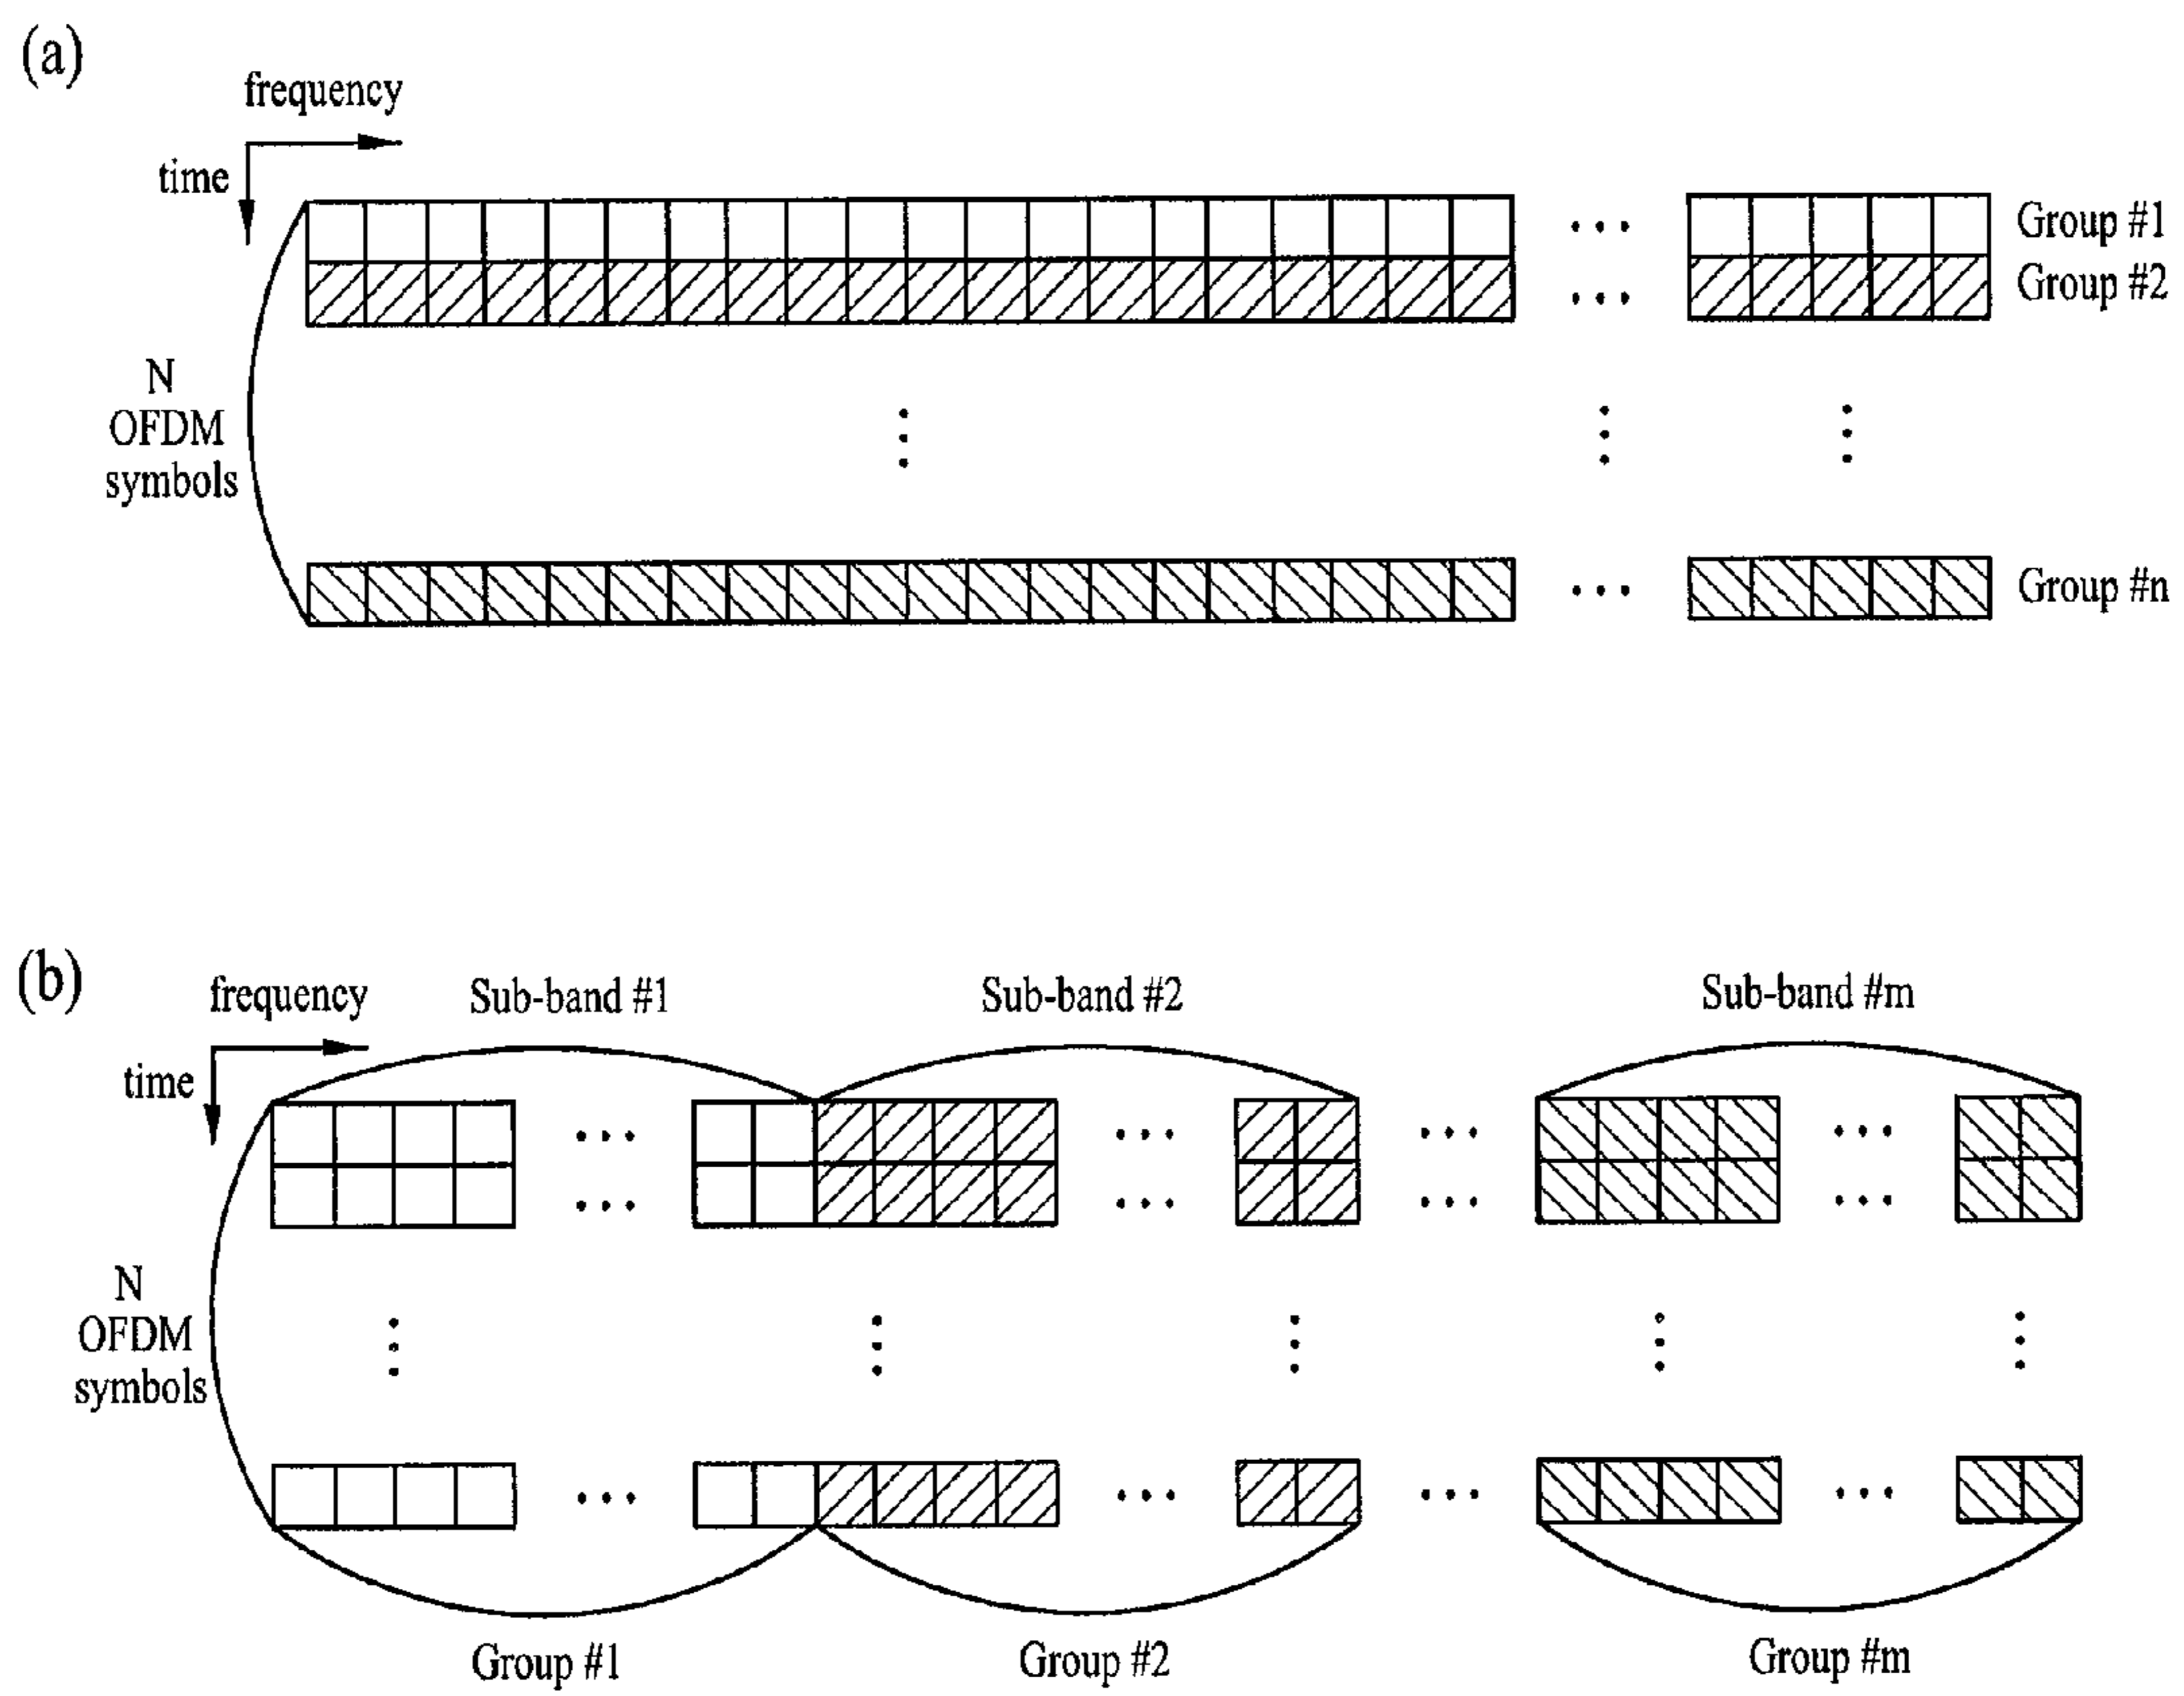 (a)
frequency
time
Group #1
Group #2
N
OFDM
symbols
Group #n
(b)
frequency
Sub-band #1
Sub-band #2
Sub-band #m
time
N
OFDM
symbols
Group #1
Group #2
Group #m